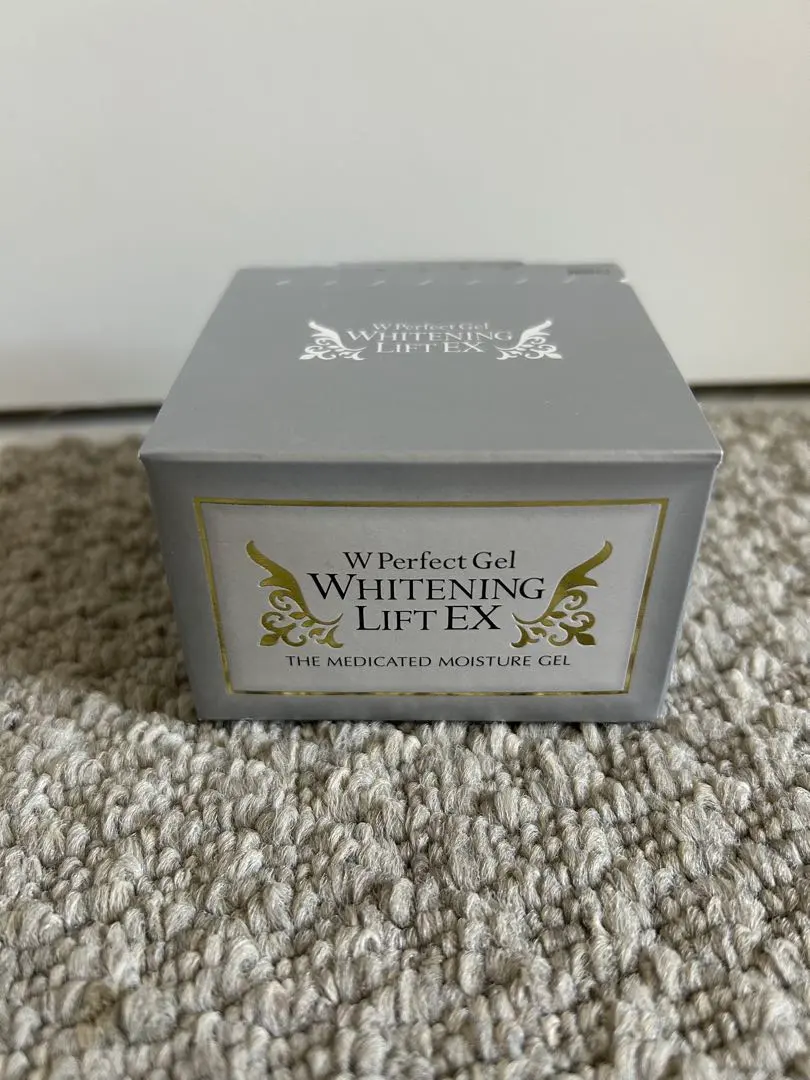 W Perfect Gel
WHITENING
LIFT EX
W Perfect Gel
WHITENING
LIFT EX
THE MEDICATED MOISTURE GEL